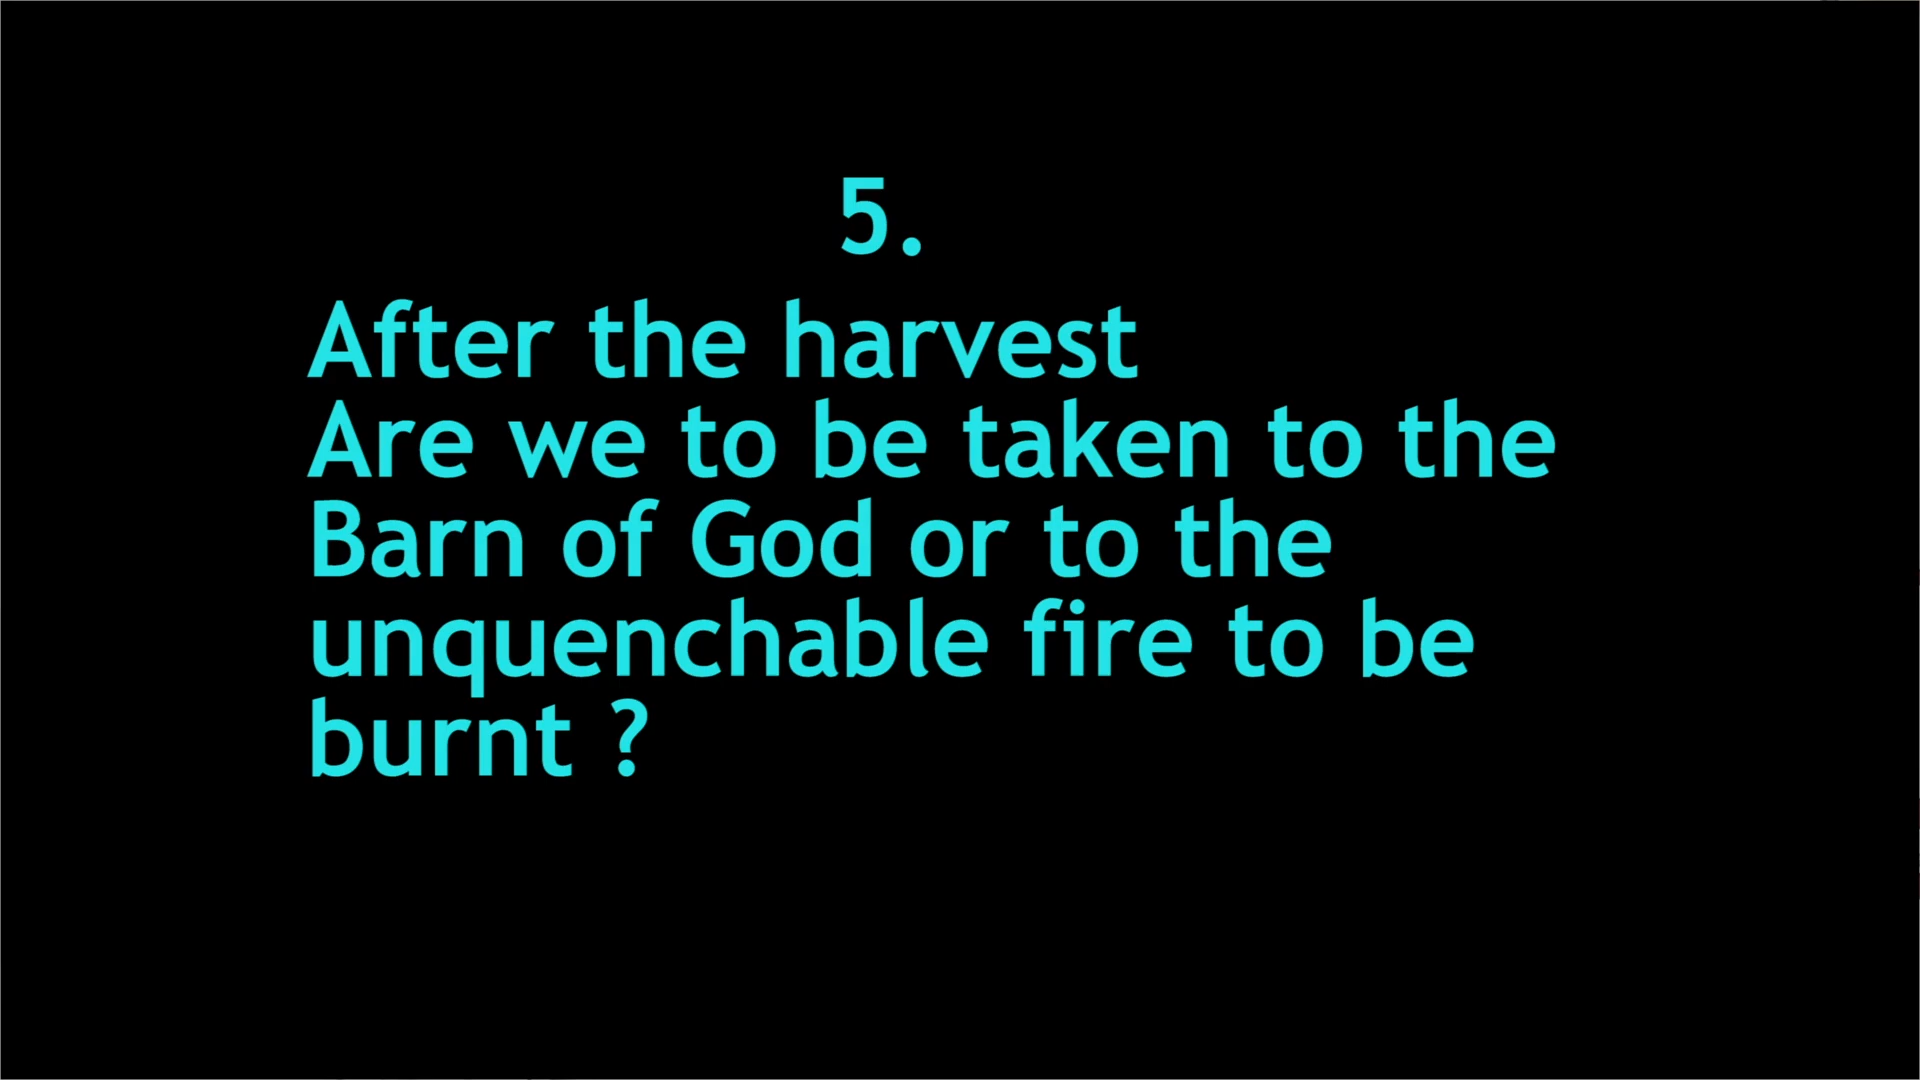 5.
After the harvest
Are we to be taken to the
Barn of God or to the
unquenchable fire to be
burnt ?